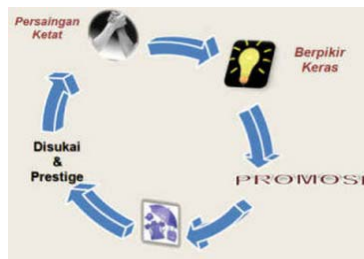 Persaingan
Ketat
Berpikir
Keras
PROMOSI
Disukai
&
Prestige